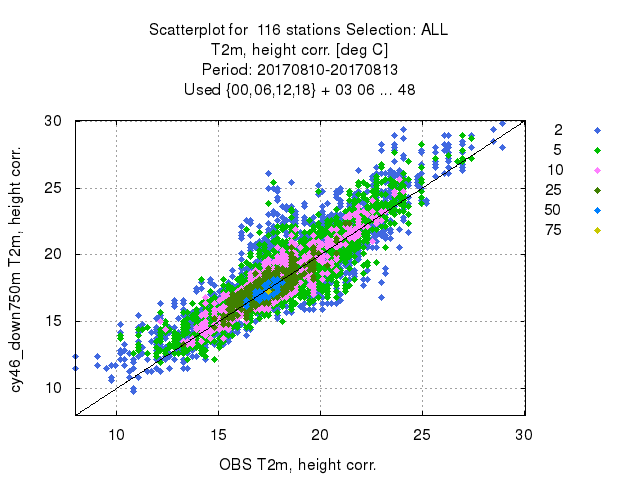 Scatterplot for 116 stations Selection: ALL
T2m, height corr. [deg C]
Period: 20170810-20170813
Used {00,06,12,18} + 03 06 ... 48
30
25
20
15
10
cy46_down750m T2m, height corr.
10 15 20 25 30
OBS T2m, height corr.
2
5
10
25
50
75